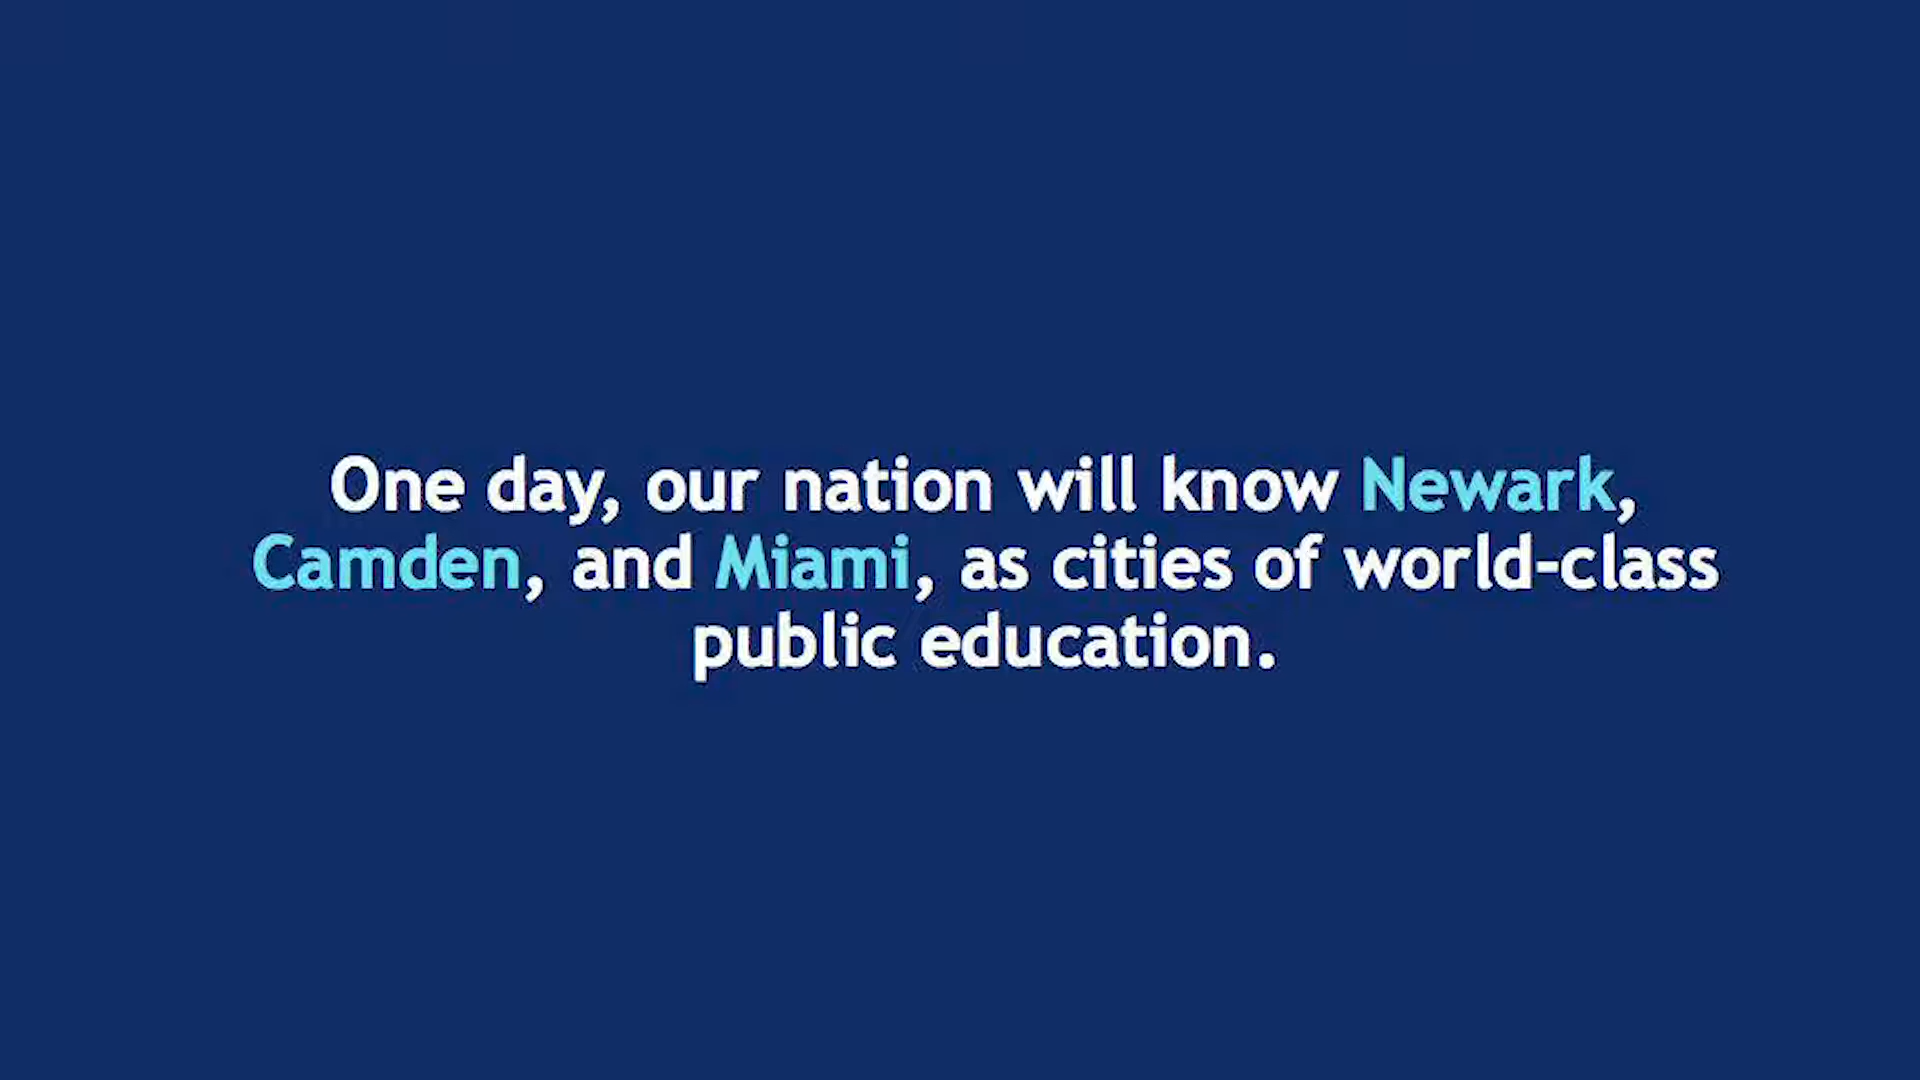 One day, our nation will know Newark,
Camden, and Miami, as cities of world-class
public education.